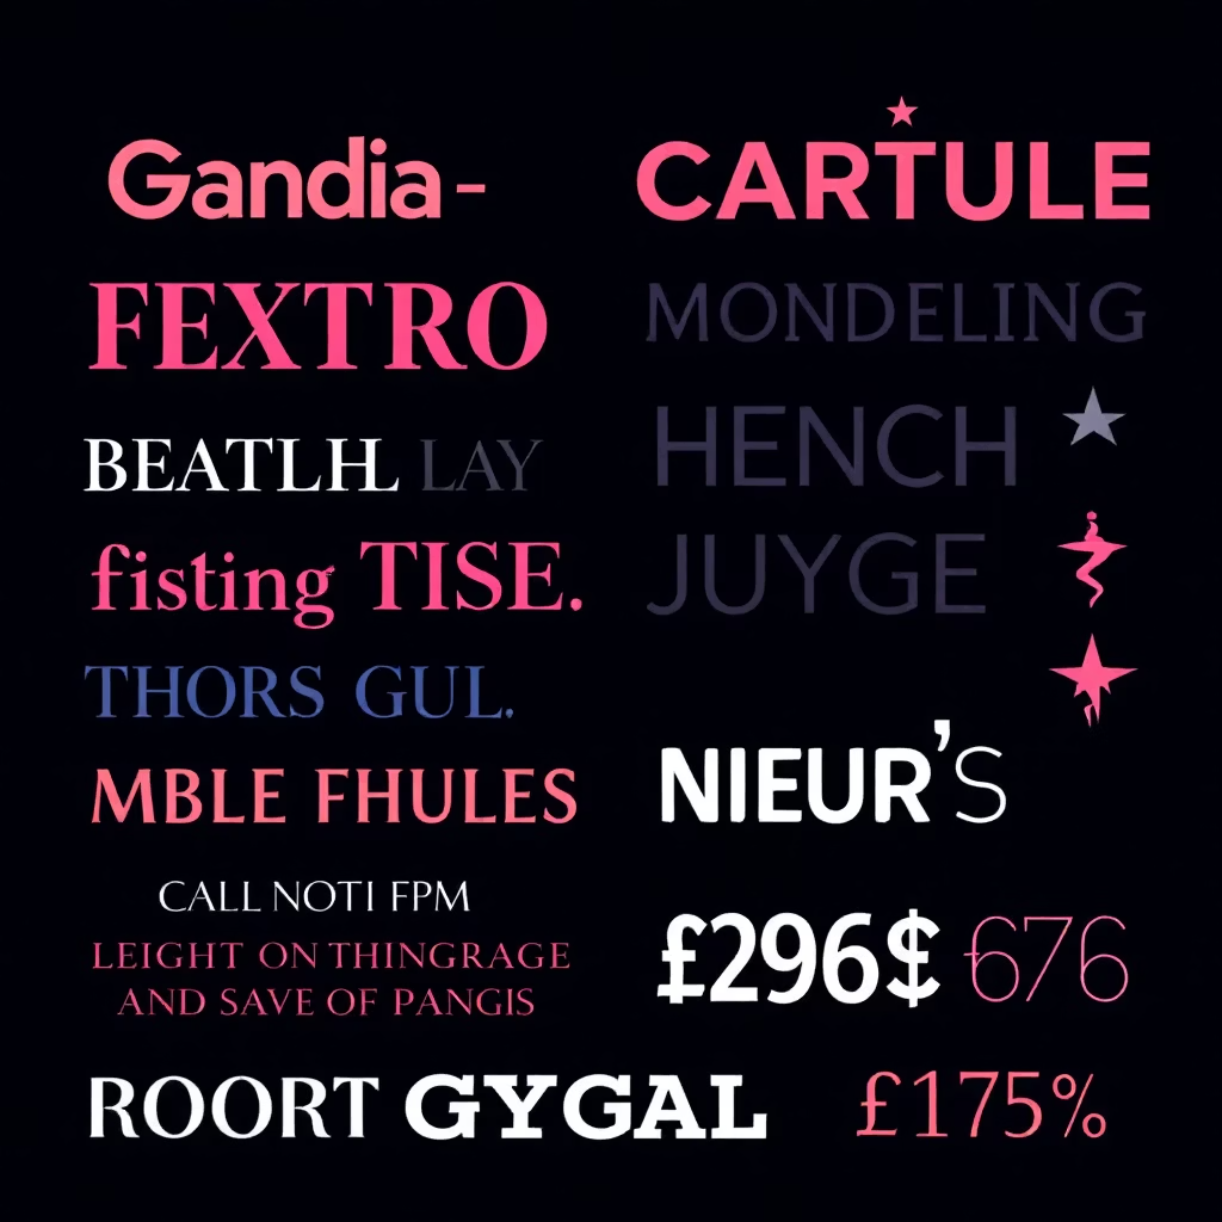 Gandia-
FEXTRO
BEATLH. LAY
fisting TISE.
THORS GUL.
MBLE FHULES
CALL NOTI FPM
LEIGHT ON THINGRAGE
AND SAVE OF PANGIS
ROORT GYGAL
CARTULE
MONDELING
HENCH
JUYGE
NIEUR'S
£296$ 676
£175%